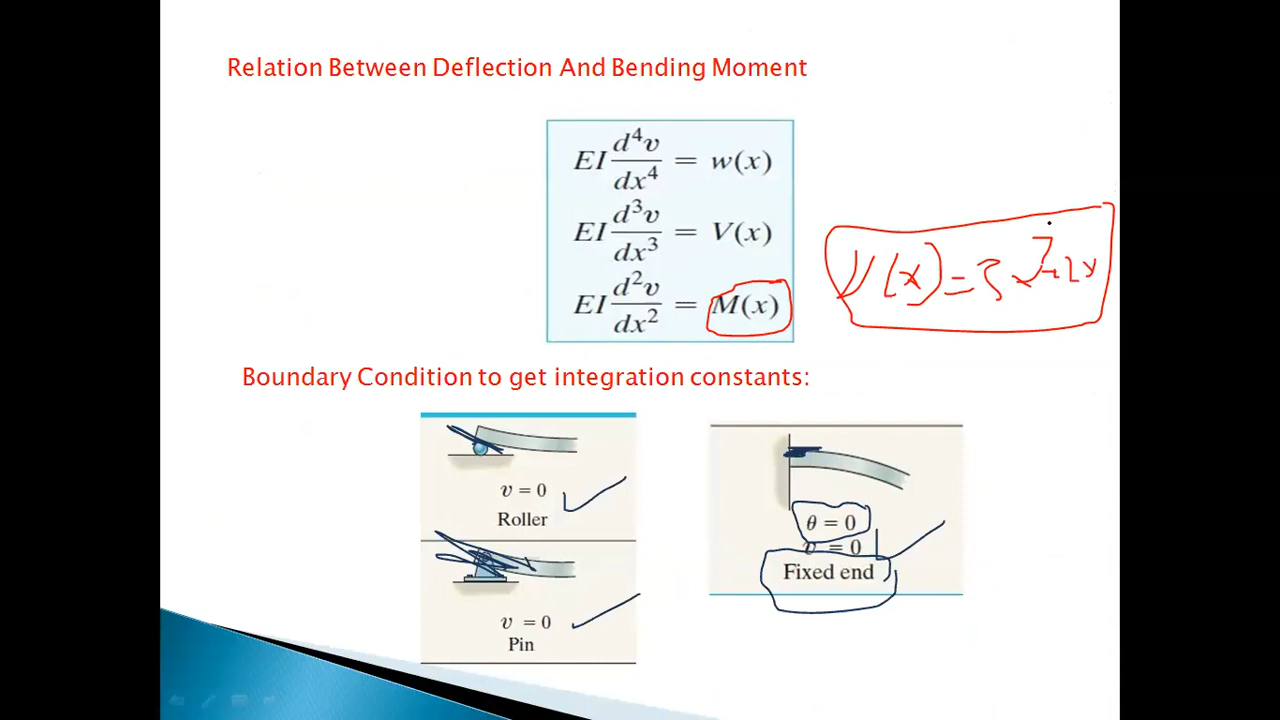 Relation Between Deflection And Bending Moment
EI d⁴v/dx⁴ = w(x)
EI d³v/dx³ = V(x)
EI d²v/dx² = M(x)
Boundary Condition to get integration constants:
v = 0
Roller
v = 0
Pin
θ = 0
v = 0
Fixed end